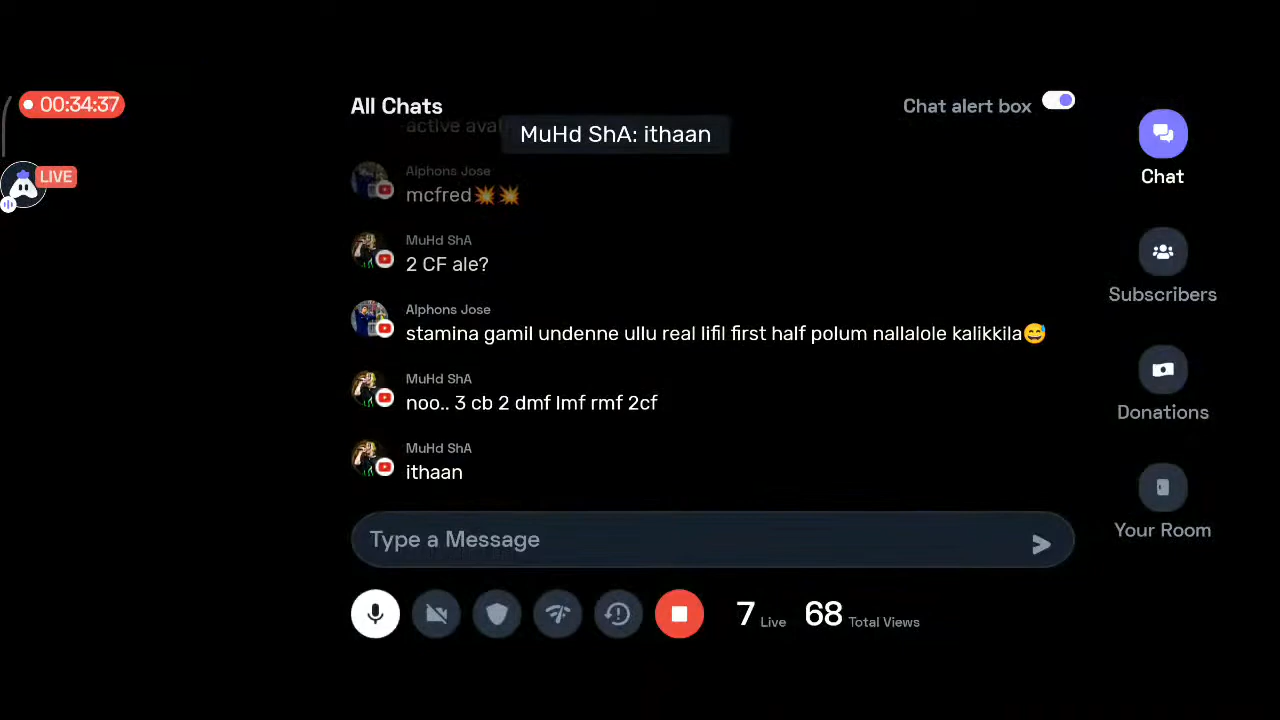 00:34:37
LIVE
All Chats
Chat alert box
active avai
MuHd ShA: ithaan
Alphons Jose
mcfred💥💥
MuHd ShA
2 CF ale?
Alphons Jose
stamina gamil undenne ullu real lifil first half polum nallalole kalikkila😅
MuHd ShA
noo.. 3 cb 2 dmf lmf rmf 2cf
MuHd ShA
ithaan
Type a Message
7 Live 68 Total Views
Chat
Subscribers
Donations
Your Room